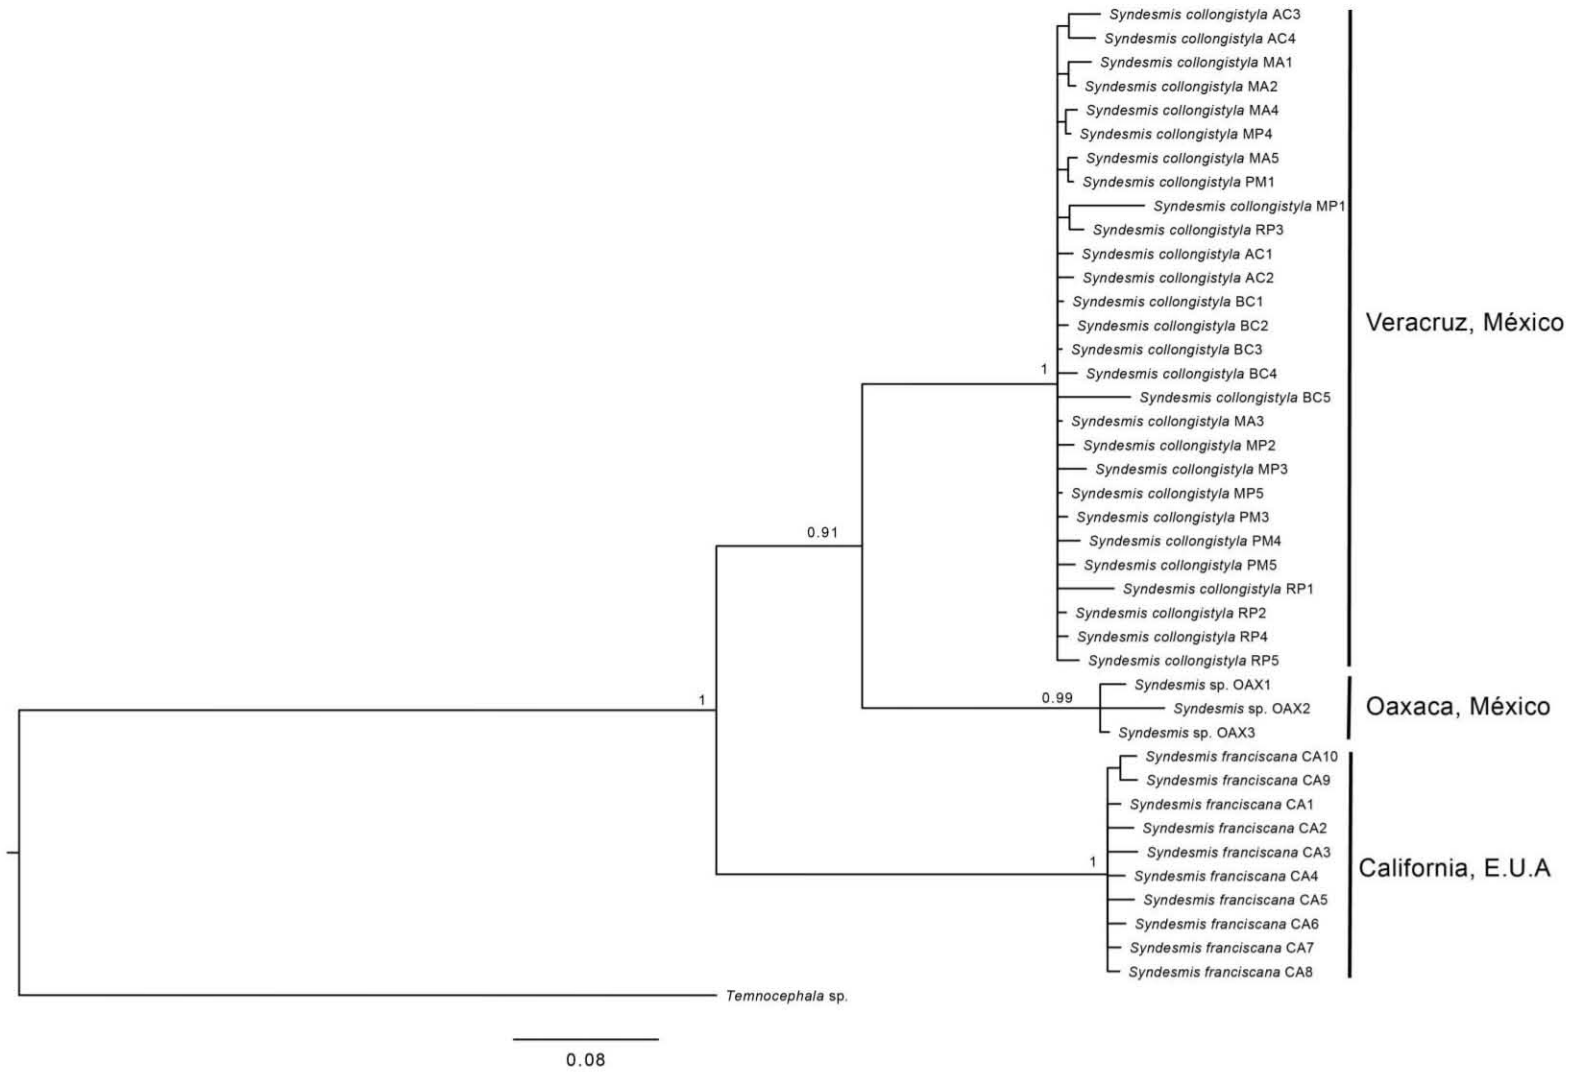 Syndesmis collongistyla AC3
Syndesmis collongistyla AC4
Syndesmis collongistyla MA1
Syndesmis collongistyla MA2
Syndesmis collongistyla MA4
Syndesmis collongistyla MP4
Syndesmis collongistyla MA5
Syndesmis collongistyla PM1
Syndesmis collongistyla MP1
Syndesmis collongistyla RP3
Syndesmis collongistyla AC1
Syndesmis collongistyla AC2
Syndesmis collongistyla BC1
Syndesmis collongistyla BC2
Syndesmis collongistyla BC3
Syndesmis collongistyla BC4
Syndesmis collongistyla BC5
Syndesmis collongistyla MA3
Syndesmis collongistyla MP2
Syndesmis collongistyla MP3
Syndesmis collongistyla MP5
Syndesmis collongistyla PM3
Syndesmis collongistyla PM4
Syndesmis collongistyla PM5
Syndesmis collongistyla RP1
Syndesmis collongistyla RP2
Syndesmis collongistyla RP4
Syndesmis collongistyla RP5
Veracruz, México
1
0.91
1
0.99
Syndesmis sp. OAX1
Syndesmis sp. OAX2
Syndesmis sp. OAX3
Oaxaca, México
Syndesmis franciscana CA10
Syndesmis franciscana CA9
Syndesmis franciscana CA1
Syndesmis franciscana CA2
Syndesmis franciscana CA3
Syndesmis franciscana CA4
Syndesmis franciscana CA5
Syndesmis franciscana CA6
Syndesmis franciscana CA7
Syndesmis franciscana CA8
1
California, E.U.A
Temnocephala sp.
0.08